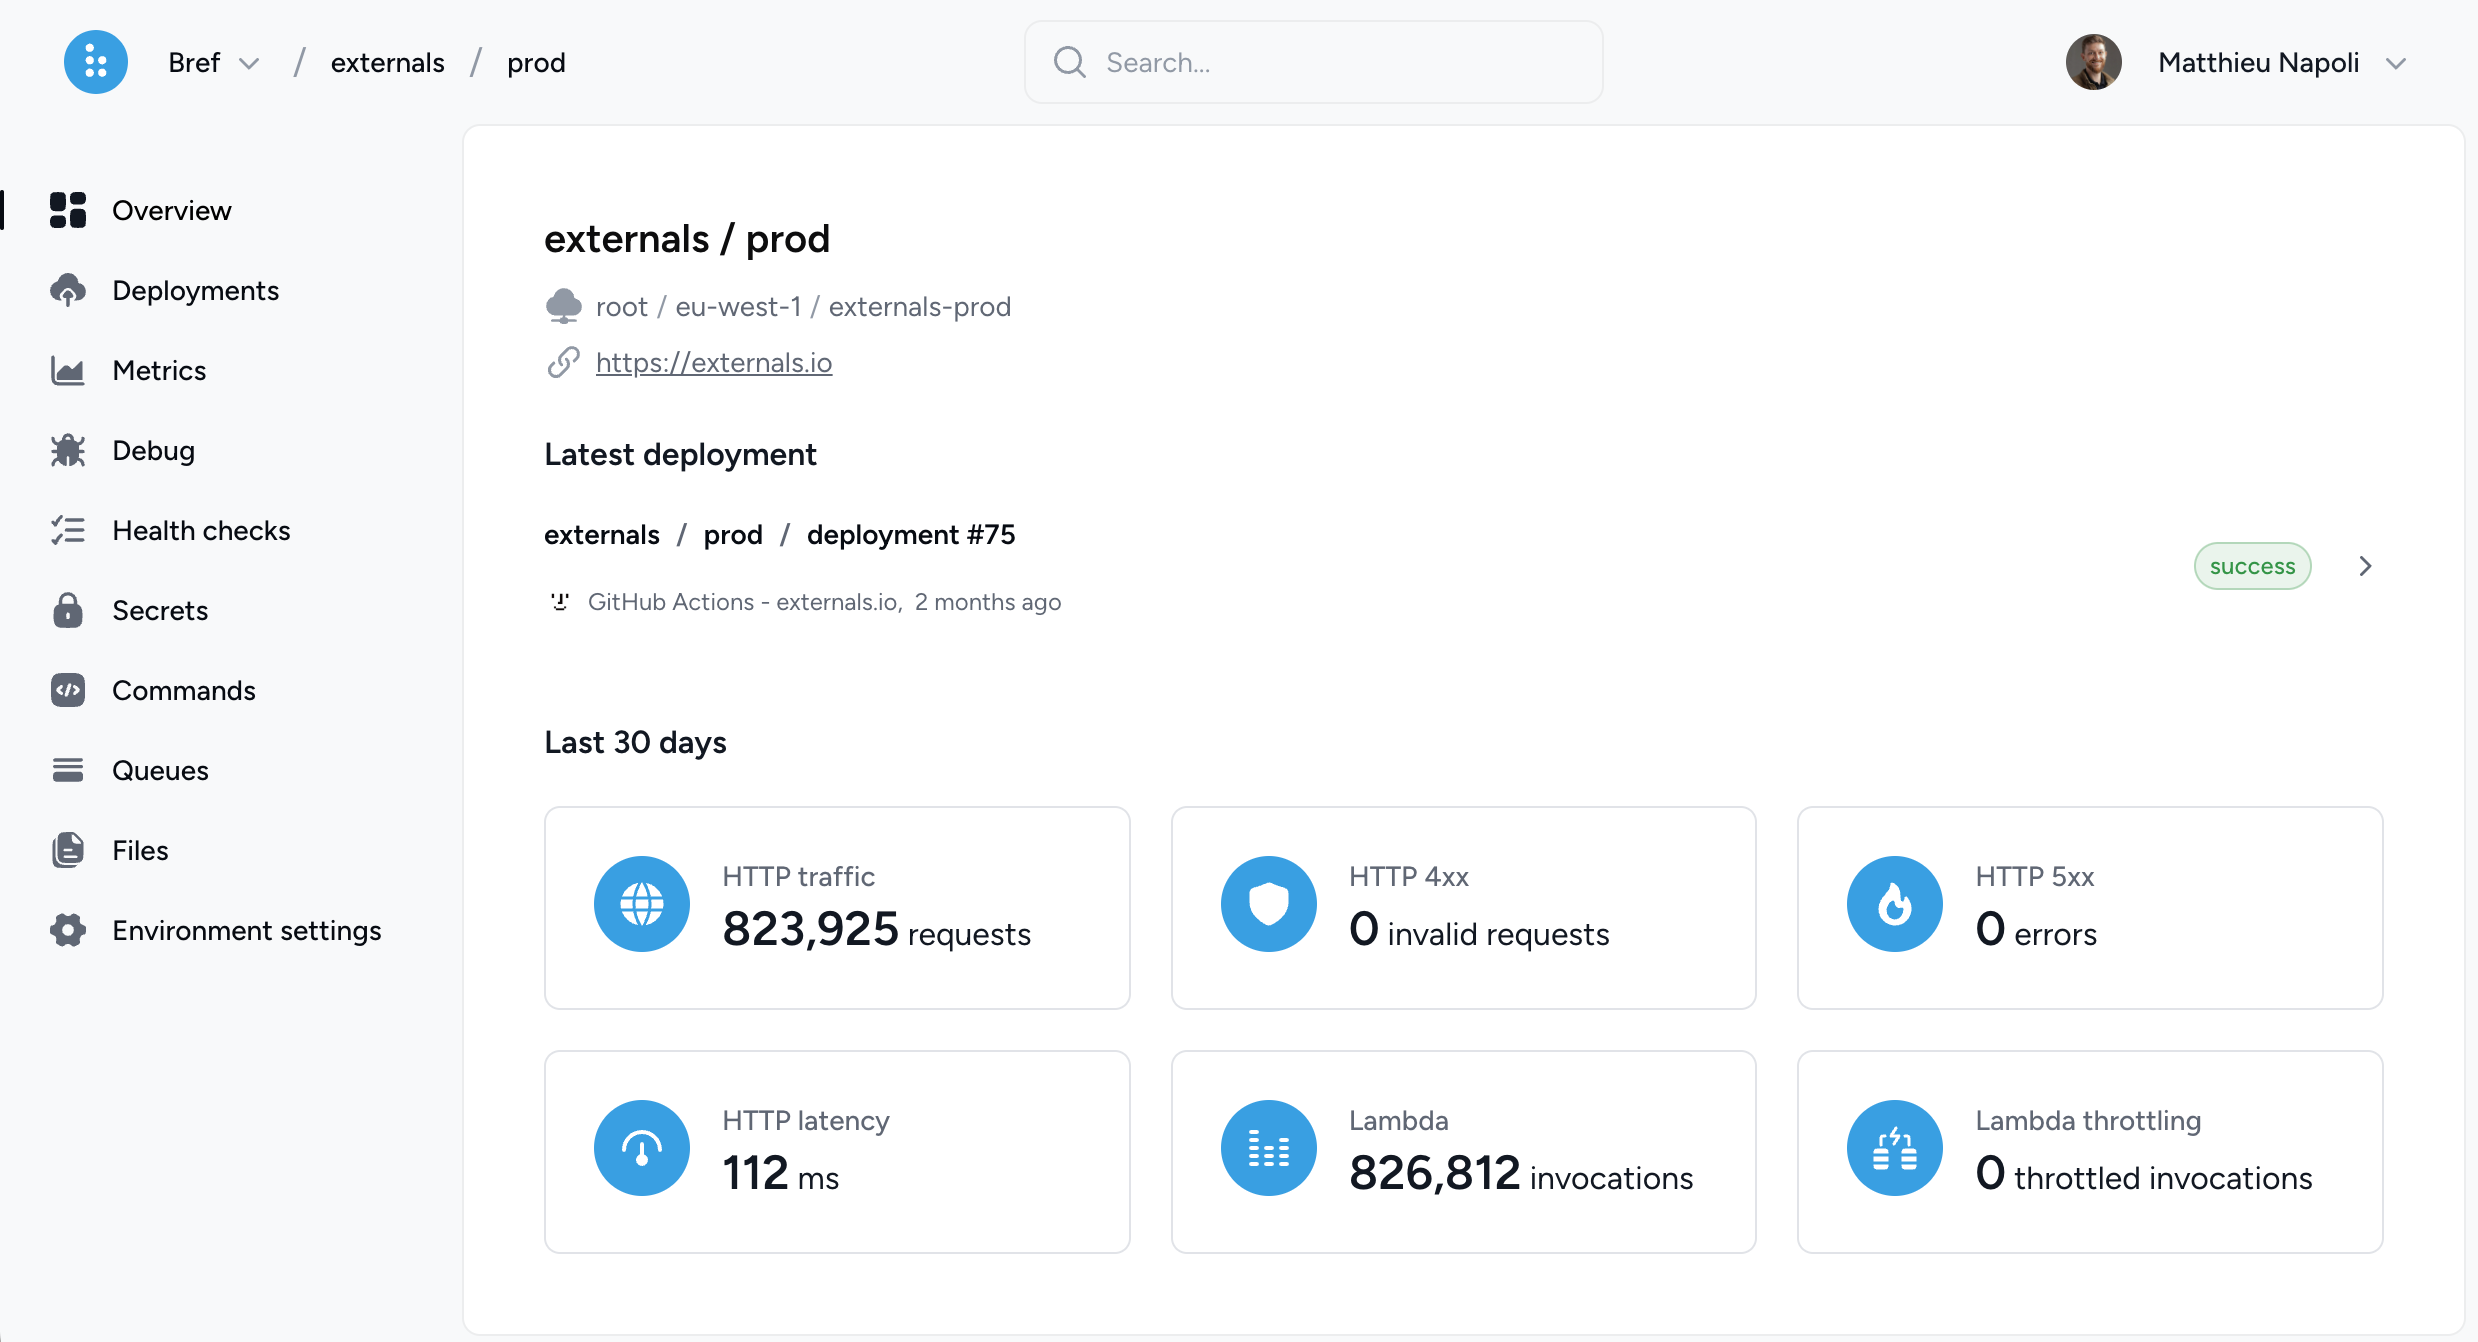 Bref / externals / prod
Search...
Matthieu Napoli
Overview
Deployments
Metrics
Debug
Health checks
Secrets
Commands
Queues
Files
Environment settings
externals / prod
root / eu-west-1 / externals-prod
https://externals.io
Latest deployment
externals / prod / deployment #75
GitHub Actions - externals.io, 2 months ago
success
Last 30 days
HTTP traffic
823,925 requests
HTTP 4xx
0 invalid requests
HTTP 5xx
0 errors
HTTP latency
112 ms
Lambda
826,812 invocations
Lambda throttling
0 throttled invocations